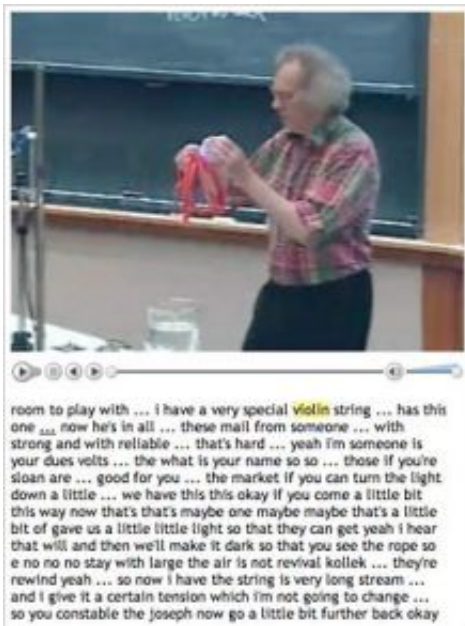 room to play with ... i have a very special violin string ... has this
one ... now he's in all ... these mail from someone ... with
strong and with reliable ... that's hard ... yeah i'm someone is
your dues volts ... the what is your name so so ... those if you're
sloan are ... good for you ... the market if you can turn the light
down a little ... we have this this okay if you come a little bit
this way now that's that's maybe one maybe maybe that's a little
bit of gave us a little little light so that they can get yeah i hear
that will and then we'll make it dark so that you see the rope so
e no no no stay with large the air is not revival kollek ... they're
rewind yeah ... so now i have the string is very long stream ...
and i give it a certain tension which i'm not going to change ...
so you constable the joseph now go a little bit further back okay